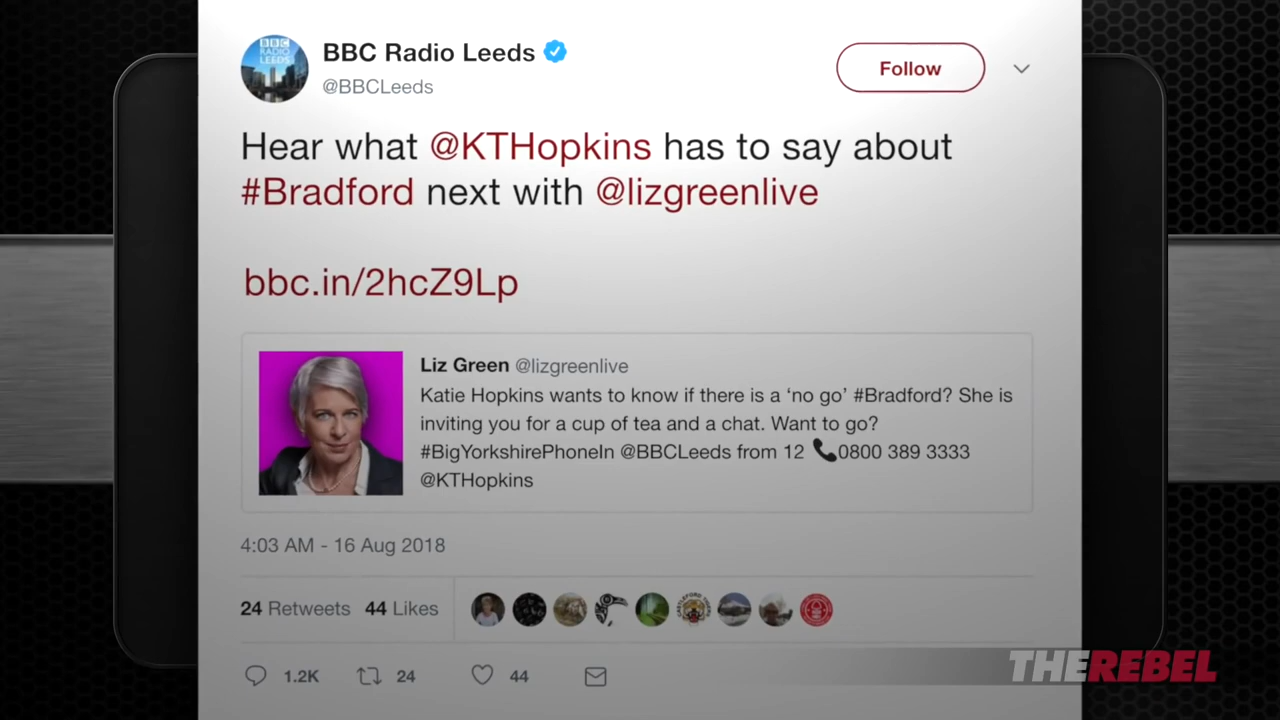 BBC
RADIO
LEEDS
BBC Radio Leeds
@BBCLeeds
Follow
Hear what @KTHopkins has to say about
#Bradford next with @lizgreenlive
bbc.in/2hcZ9Lp
Liz Green @lizgreenlive
Katie Hopkins wants to know if there is a ‘no go’ #Bradford? She is
inviting you for a cup of tea and a chat. Want to go?
#BigYorkshirePhoneIn @BBCLeeds from 12 📞0800 389 3333
@KTHopkins
4:03 AM - 16 Aug 2018
24 Retweets 44 Likes
1.2K 24 44
THEREBEL